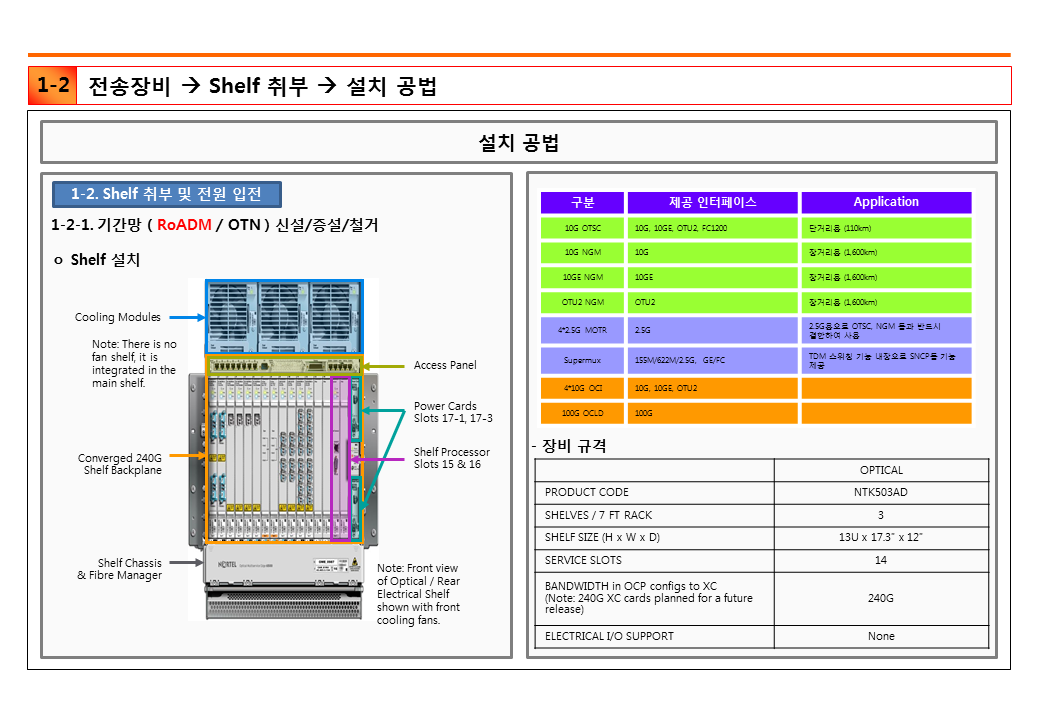 1-2 전송장비 → Shelf 취부 → 설치 공법
설치 공법
1-2. Shelf 취부 및 전원 입전
1-2-1. 기간망 ( RoADM / OTN ) 신설/증설/철거
ㅇ Shelf 설치
Cooling Modules
Note: There is no
fan shelf, it is
integrated in the
main shelf.
Access Panel
Power Cards
Slots 17-1, 17-3
Shelf Processor
Slots 15 & 16
Converged 240G
Shelf Backplane
Shelf Chassis
& Fibre Manager
NORTEL
Note: Front view
of Optical / Rear
Electrical Shelf
shown with front
cooling fans.
구분 제공 인터페이스 Application
10G OTSC 10G, 10GE, OTU2, FC1200 단거리용 (110km)
10G NGM 10G 장거리용 (1,600km)
10GE NGM 10GE 장거리용 (1,600km)
OTU2 NGM OTU2 장거리용 (1,600km)
4*2.5G MOTR 2.5G 2.5G용으로 OTSC, NGM 들과 반드시
결합하여 사용
Supermux 155M/622M/2.5G, GE/FC TDM 스위칭 기능 내장으로 SNCP등 기능
제공
4*10G OCI 10G, 10GE, OTU2
100G OCLD 100G
- 장비 규격
OPTICAL
PRODUCT CODE NTK503AD
SHELVES / 7 FT RACK 3
SHELF SIZE (H x W x D) 13U x 17.3" x 12"
SERVICE SLOTS 14
BANDWIDTH in OCP configs to XC
(Note: 240G XC cards planned for a future
release) 240G
ELECTRICAL I/O SUPPORT None